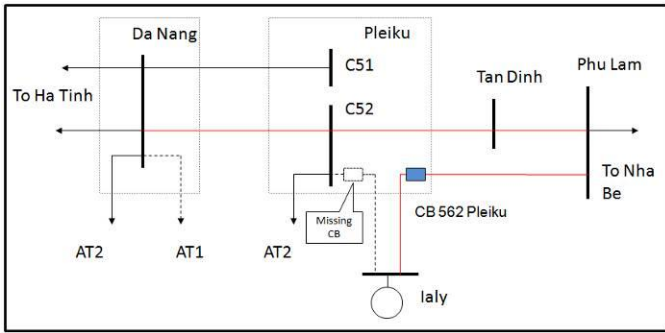 Da Nang
Pleiku
C51
Phu Lam
Tan Dinh
To Ha Tinh
C52
To Nha
Be
CB 562 Pleiku
Missing
CB
AT2
AT1
AT2
Ialy